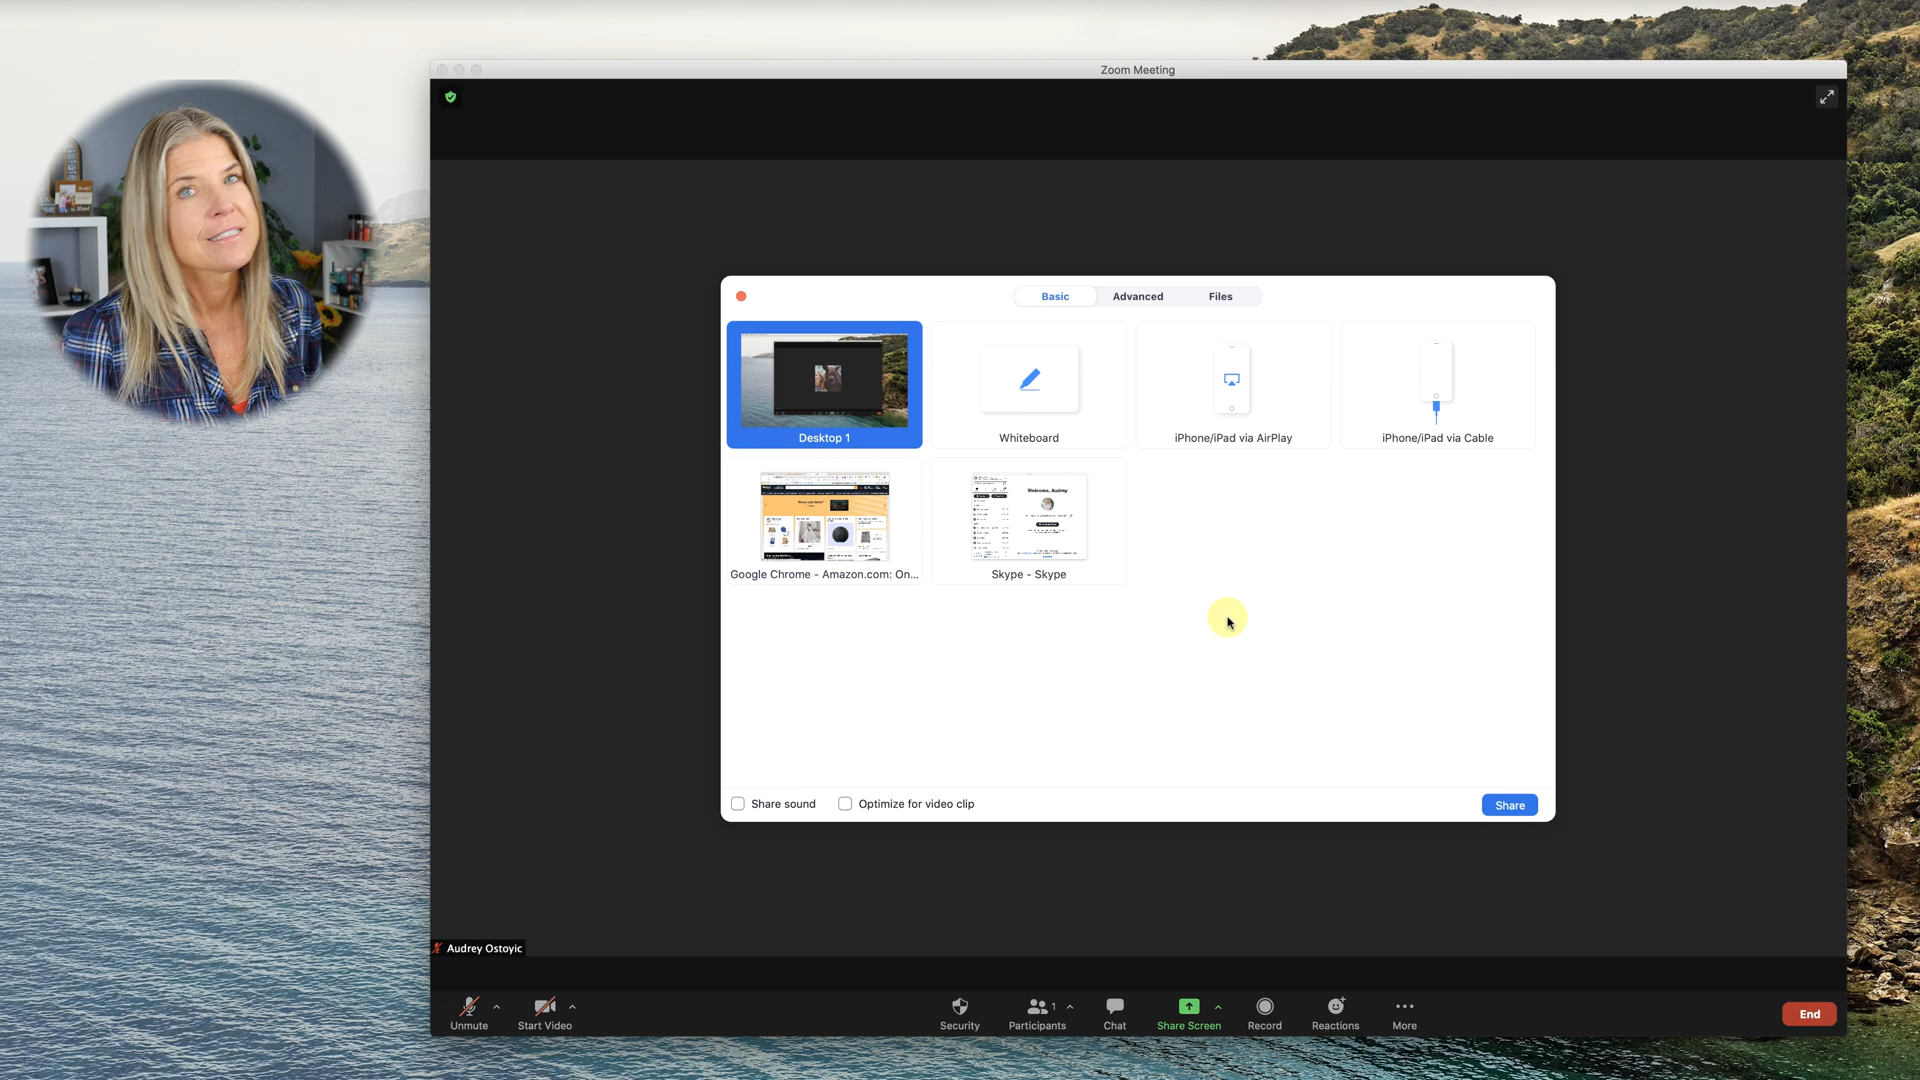 Zoom Meeting
Basic
Advanced
Files
Desktop 1
Whiteboard
iPhone/iPad via AirPlay
iPhone/iPad via Cable
Welcome, Audrey
Google Chrome - Amazon.com: On...
Skype - Skype
Share sound
Optimize for video clip
Share
Audrey Ostoyic
Unmute
Start Video
Security
1
Participants
Chat
Share Screen
Record
Reactions
More
End